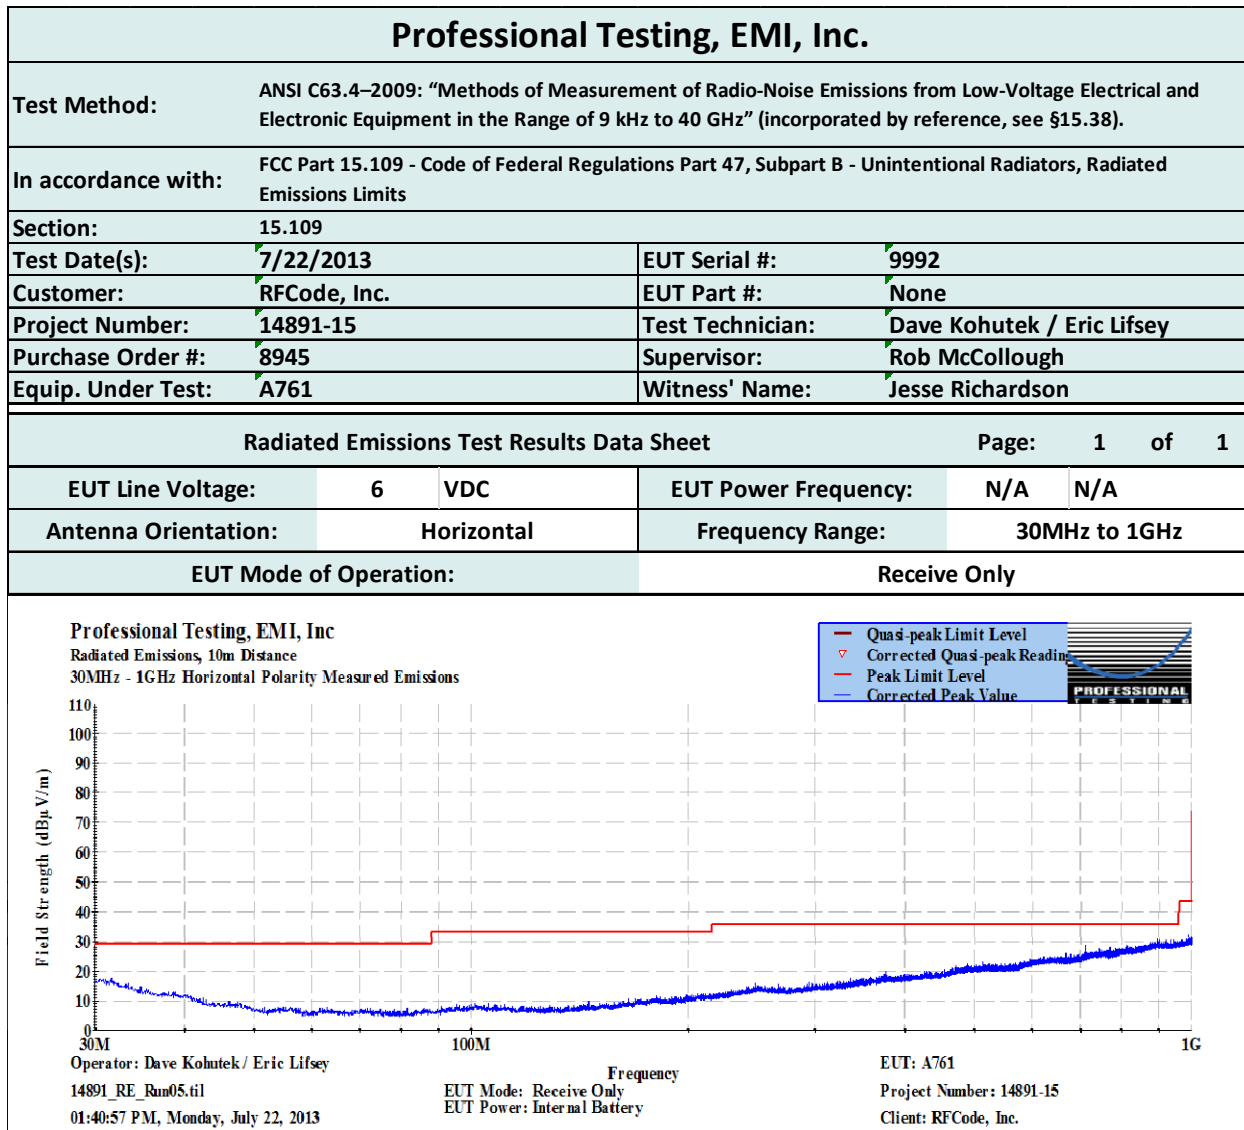 Professional Testing, EMI, Inc.
Test Method:
ANSI C63.4–2009: “Methods of Measurement of Radio-Noise Emissions from Low-Voltage Electrical and
Electronic Equipment in the Range of 9 kHz to 40 GHz” (incorporated by reference, see §15.38).
In accordance with:
FCC Part 15.109 - Code of Federal Regulations Part 47, Subpart B - Unintentional Radiators, Radiated
Emissions Limits
Section: 15.109
Test Date(s): 7/22/2013 EUT Serial #: 9992
Customer: RFCode, Inc. EUT Part #: None
Project Number: 14891-15 Test Technician: Dave Kohutek / Eric Lifsey
Purchase Order #: 8945 Supervisor: Rob McCollough
Equip. Under Test: A761 Witness' Name: Jesse Richardson
Radiated Emissions Test Results Data Sheet Page: 1 of 1
EUT Line Voltage: 6 VDC EUT Power Frequency: N/A N/A
Antenna Orientation: Horizontal Frequency Range: 30MHz to 1GHz
EUT Mode of Operation: Receive Only
Professional Testing, EMI, Inc
Radiated Emissions, 10m Distance
30MHz - 1GHz Horizontal Polarity Measured Emissions
Quasi-peak Limit Level
Corrected Quasi-peak Readin
Peak Limit Level
Corrected Peak Value
PROFESSIONAL
TESTING
Field Strength (dBµV/m)
110
100
90
80
70
60
50
40
30
20
10
0
30M 100M 1G
Frequency
Operator: Dave Kohutek / Eric Lifsey
14891_RE_Run05.til
01:40:57 PM, Monday, July 22, 2013
EUT Mode: Receive Only
EUT Power: Internal Battery
EUT: A761
Project Number: 14891-15
Client: RFCode, Inc.